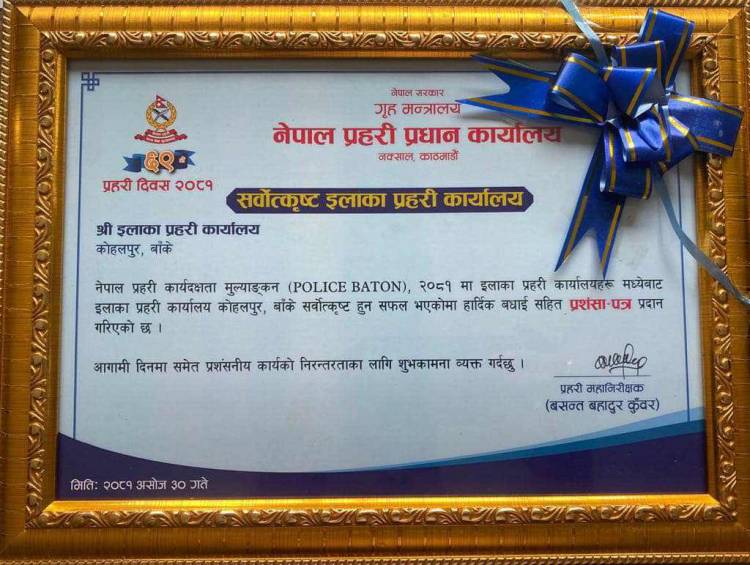 नेपाल सरकार
गृह मन्त्रालय
नेपाल प्रहरी प्रधान कार्यालय
नक्साल, काठमाडौं
६९
प्रहरी दिवस २०८१
सर्वोत्कृष्ट इलाका प्रहरी कार्यालय
श्री इलाका प्रहरी कार्यालय
कोहलपुर, बाँके
नेपाल प्रहरी कार्यदक्षता मुल्याङ्कन (POLICE BATON), २०८१ मा इलाका प्रहरी कार्यालयहरू मध्येबाट
इलाका प्रहरी कार्यालय कोहलपुर, बाँके सर्वोत्कृष्ट हुन सफल भएकोमा हार्दिक बधाई सहित प्रशंसा-पत्र प्रदान
गरिएको छ ।
आगामी दिनमा समेत प्रशंसनीय कार्यको निरन्तरताका लागि शुभकामना व्यक्त गर्दछु ।
प्रहरी महानिरीक्षक
(बसन्त बहादुर कुँवर)
मिति: २०८१ असोज ३० गते